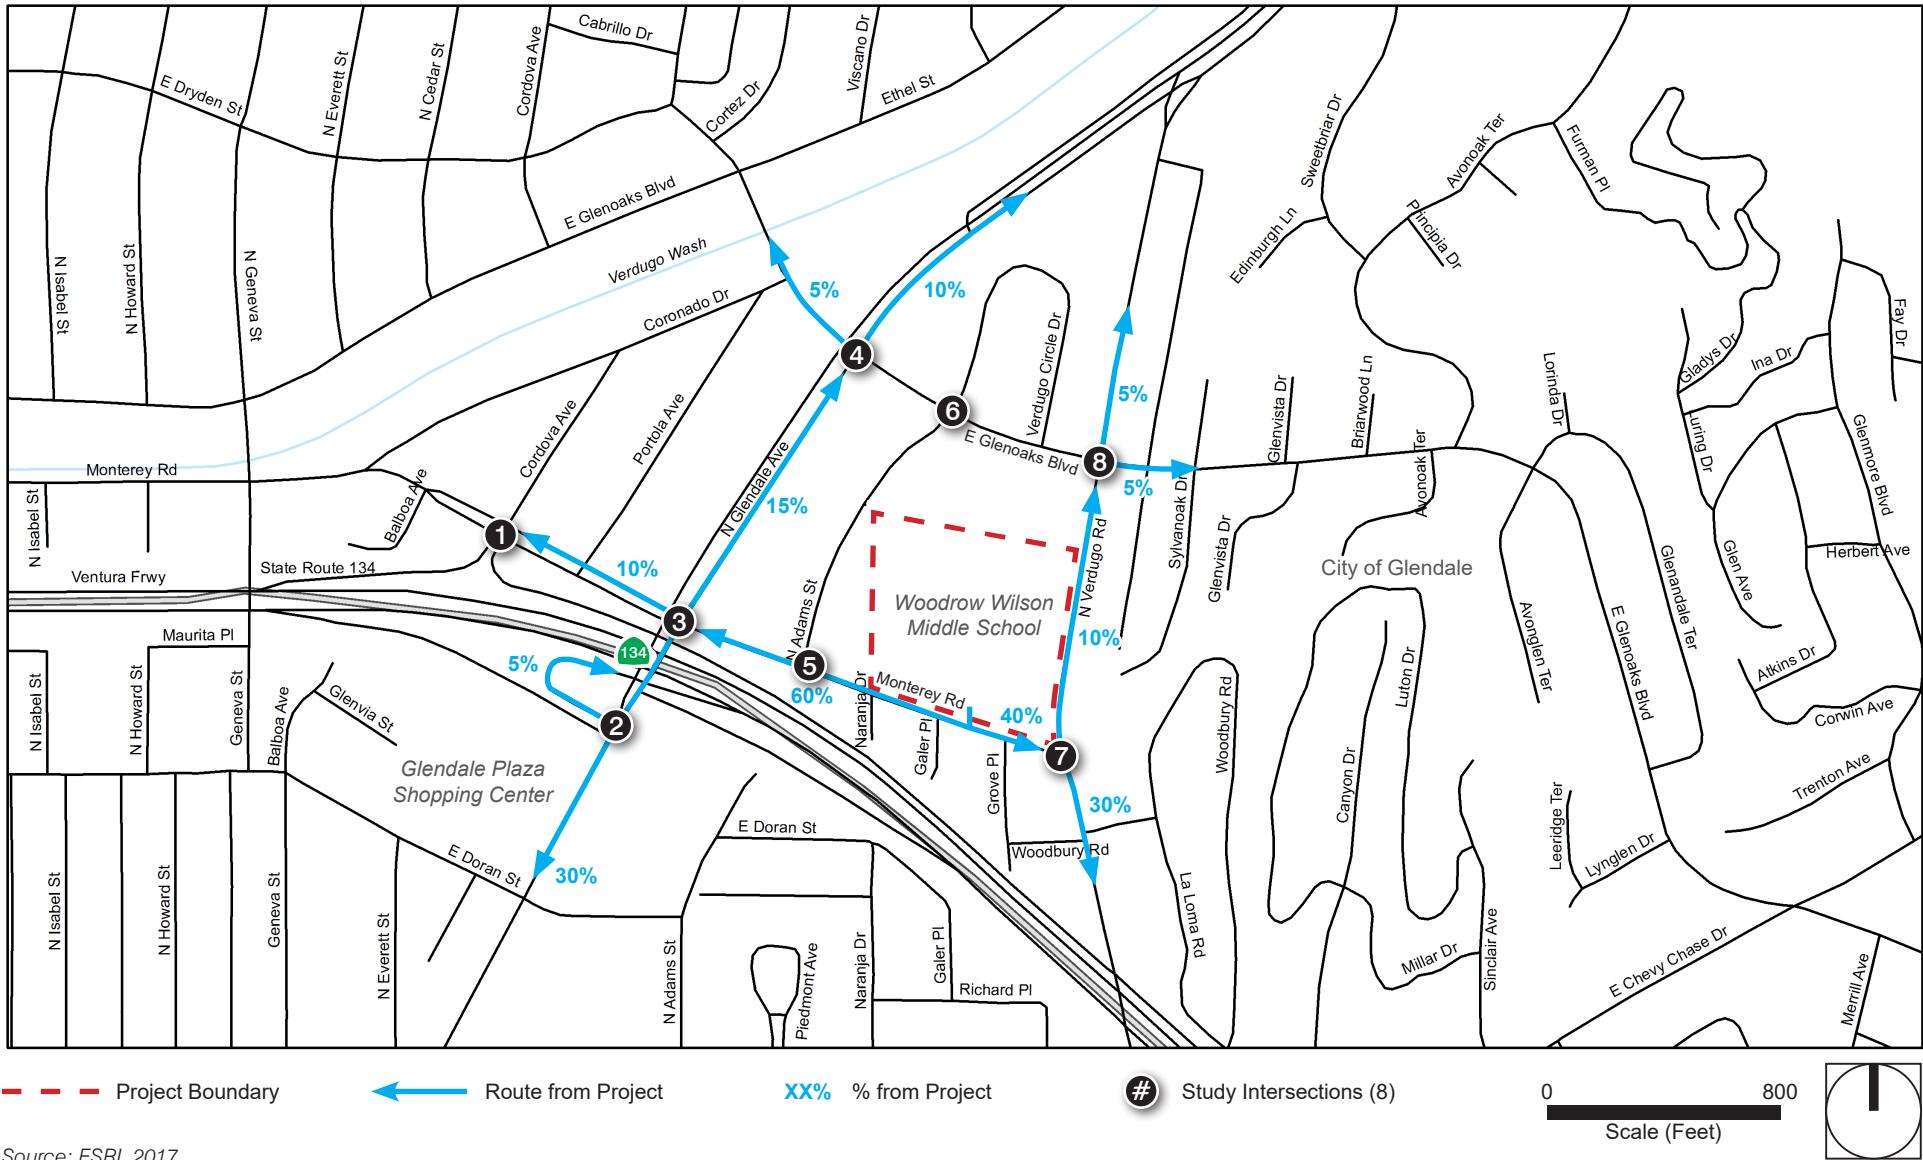 Cabrillo Dr
Viscano Dr
Cordova Ave
N Cedar St
N Everett St
E Dryden St
Cortez Dr
Ethel St
Sweetbriar Dr
Avonoak Ter
Furman Pl
Principia Dr
Edinburgh Ln
E Glenoaks Blvd
Verdugo Wash
Coronado Dr
N Isabel St
N Howard St
N Geneva St
5%
10%
4
6
Verdugo Circle Dr
5%
Fay Dr
Gladys Dr
Ina Dr
Lorinda Dr
Briarwood Ln
Glenvista Dr
Avonoak Ter
Glenmore Blvd
Monterey Rd
Balboa Ave
Cordova Ave
Portola Ave
N Glendale Ave
15%
E Glenoaks Blvd
8
5%
Sylvanoak Dr
Glenvista Dr
N Isabel St
1
10%
State Route 134
Ventura Frwy
City of Glendale
Glen Ave
Herbert Ave
Glenandale Ter
Avonglen Ter
E Glenoaks Blvd
Woodrow Wilson
Middle School
N Verdugo Rd
10%
N Adams St
3
134
5
60%
5%
2
Maurita Pl
N Isabel St
N Howard St
Geneva St
Balboa Ave
Glenvia St
Monterey Rd
Naranja Dr
Galer Pl
Grove Pl
40%
7
30%
Woodbury Rd
Woodbury Rd
Luton Dr
Canyon Dr
Atkins Dr
Corwin Ave
Trenton Ave
Leeridge Ter
Lynglen Dr
Glendale Plaza
Shopping Center
30%
E Doran St
E Doran St
N Isabel St
N Howard St
Geneva St
N Everett St
N Adams St
Piedmont Ave
Naranja Dr
Galer Pl
Richard Pl
La Loma Rd
Millar Dr
Sinclair Ave
E Chevy Chase Dr
Merrill Ave
Project Boundary
Route from Project
XX% % from Project
# Study Intersections (8)
0 800
Scale (Feet)
Source: ESRI, 2017